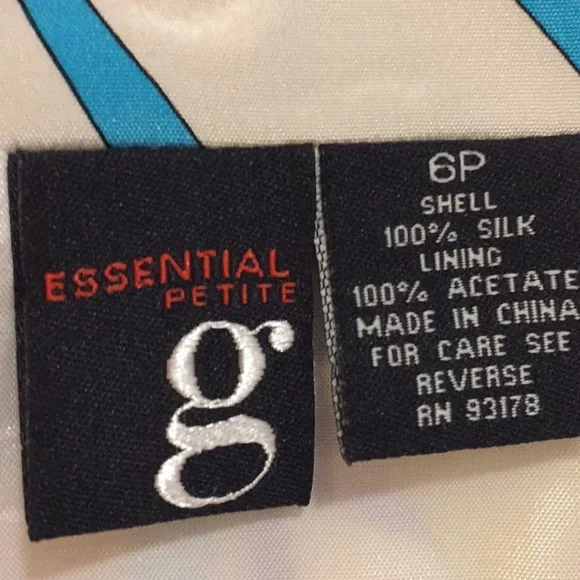 ESSENTIAL
PETITE
g
6P
SHELL
100% SILK
LINING
100% ACETATE
MADE IN CHINA
FOR CARE SEE
REVERSE
RN 93178